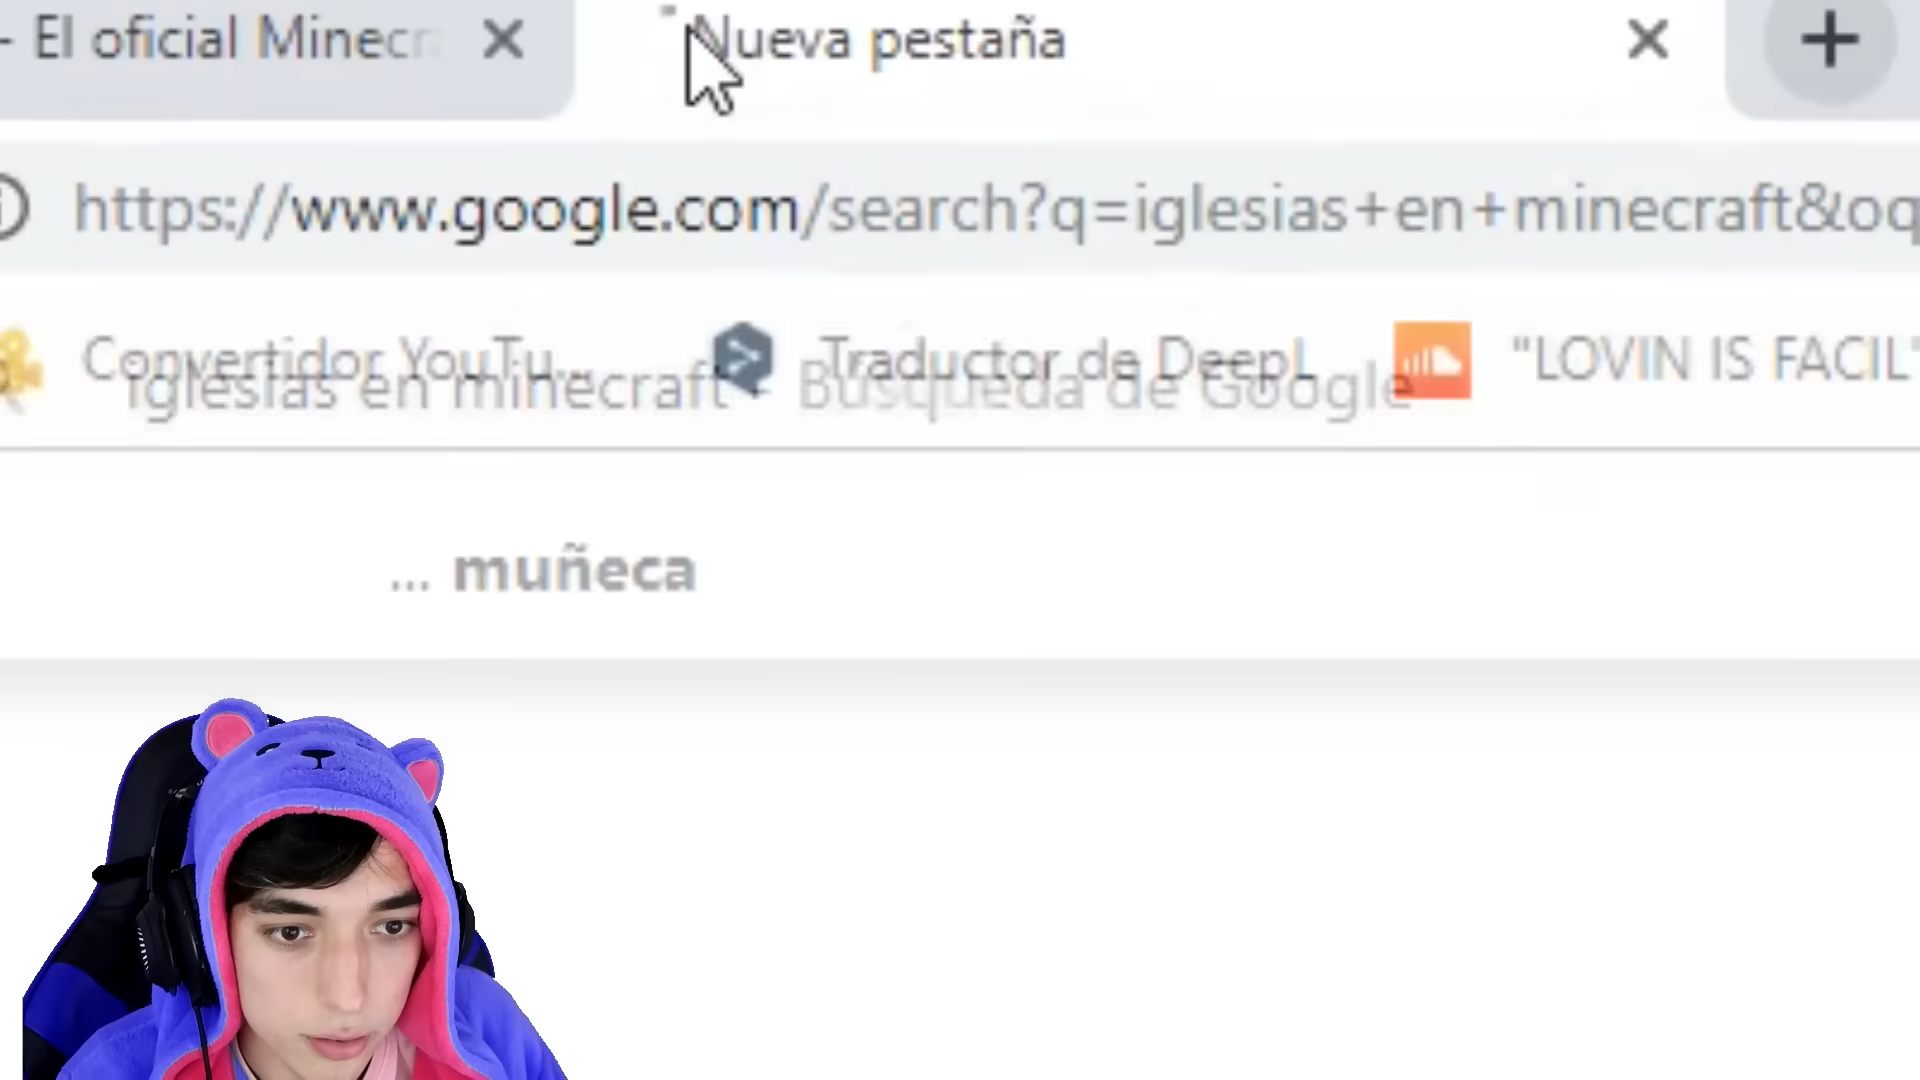 - El oficial Minecr
Nueva pestaña
https://www.google.com/search?q=iglesias+en+minecraft&oq
Convertidor YouTu...
Traductor de DeepL
"LOVIN IS FACIL"
iglesias en minecraft
Búsqueda de Google
... muñeca